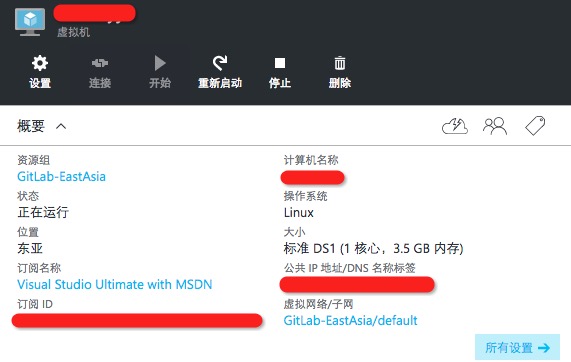 虚拟机
设置 连接 开始 重新启动 停止 删除
概要
资源组
GitLab-EastAsia
状态
正在运行
位置
东亚
订阅名称
Visual Studio Ultimate with MSDN
订阅 ID
计算机名称
操作系统
Linux
大小
标准 DS1 (1 核心，3.5 GB 内存)
公共 IP 地址/DNS 名称标签
虚拟网络/子网
GitLab-EastAsia/default
所有设置